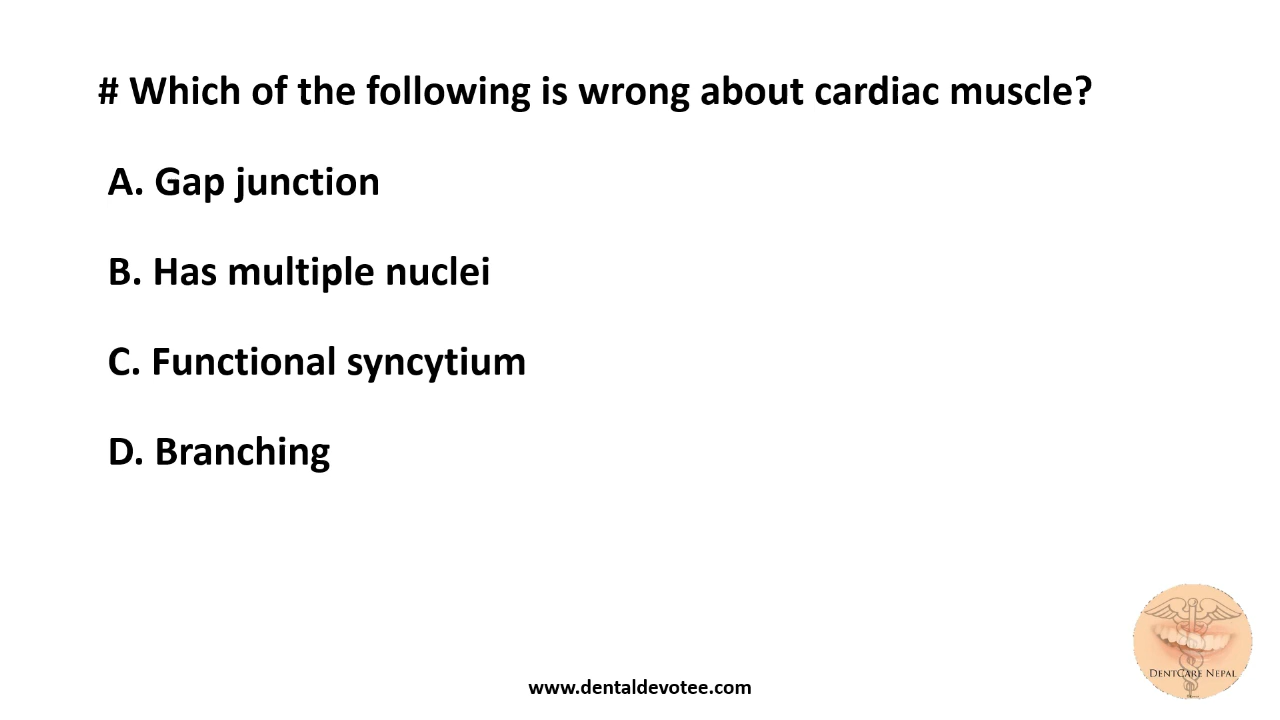 # Which of the following is wrong about cardiac muscle?
A. Gap junction
B. Has multiple nuclei
C. Functional syncytium
D. Branching
DentCare Nepal
www.dentaldevotee.com